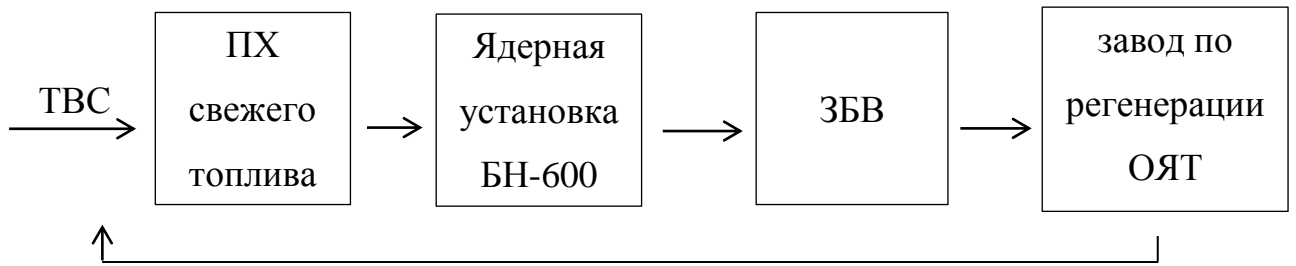 ТВС
ПХ
свежего
топлива
Ядерная
установка
БН-600
ЗБВ
завод по
регенерации
ОЯТ